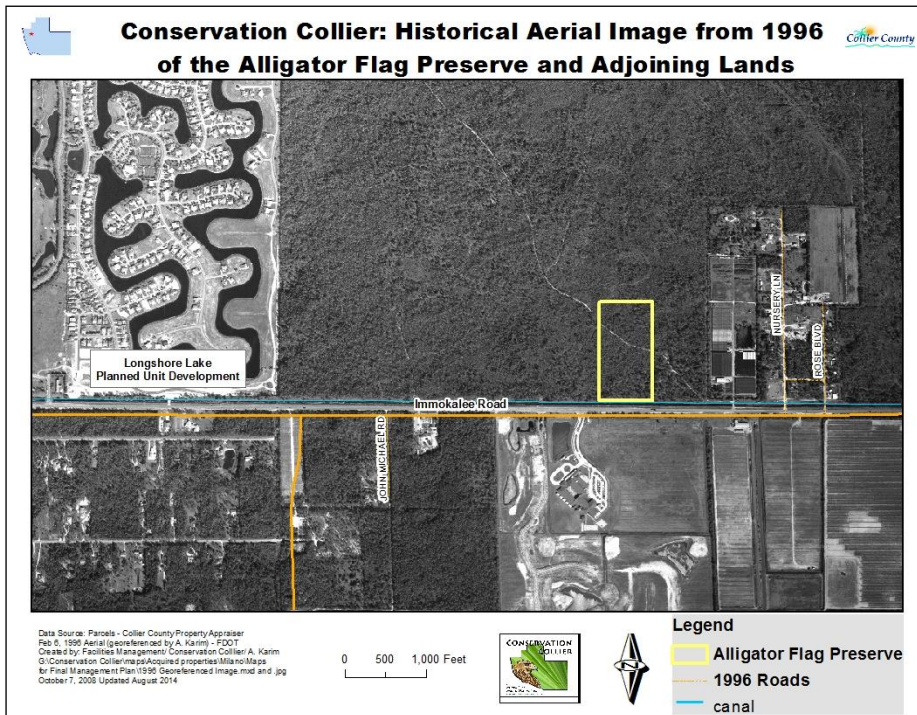 Conservation Collier: Historical Aerial Image from 1996
of the Alligator Flag Preserve and Adjoining Lands
Collier County
NURSERY LN
ROSE BLVD
Longshore Lake
Planned Unit Development
Immokalee Road
JOHN MICHAEL RD
Data Source: Parcels - Collier County Property Appraiser
Feb 6, 1996 Aerial (georeferenced by A. Karim) - FDOT
Created by: Facilities Management/ Conservation Collier/ A. Karim
G:\Conservation Collier\maps\Acquired properties\Milano\Maps
for Final Management Plan\1996 Georeferenced Image.mxd and .jpg
October 7, 2008 Updated August 2014
0 500 1,000 Feet
CONSERVATION
COLLIER
N
Legend
Alligator Flag Preserve
1996 Roads
canal